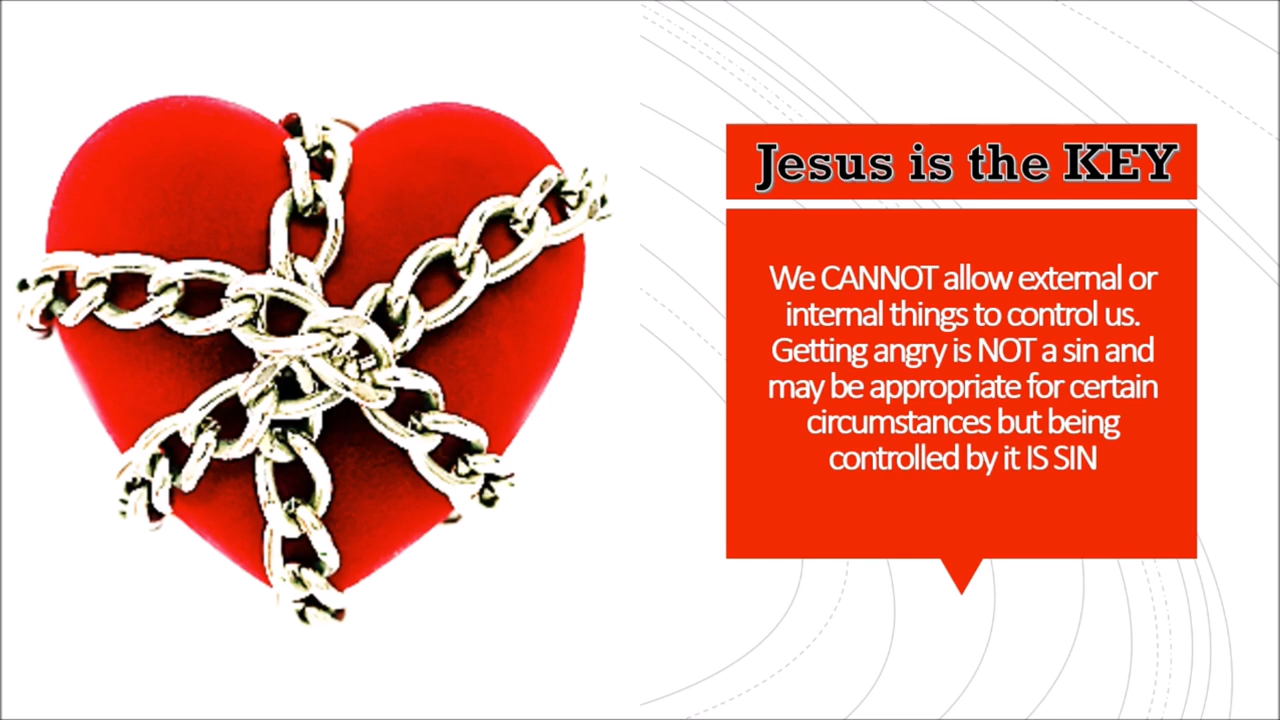 Jesus is the KEY
We CANNOT allow external or
internal things to control us.
Getting angry is NOT a sin and
may be appropriate for certain
circumstances but being
controlled by it IS SIN